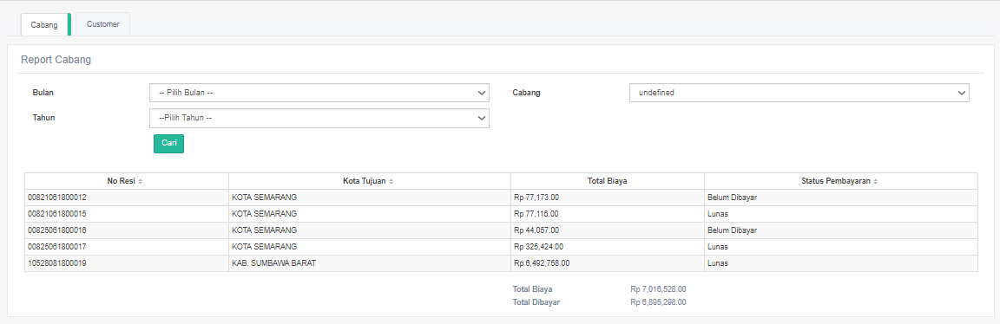 Cabang Customer
Report Cabang
Bulan -- Pilih Bulan -- Cabang undefined
Tahun --Pilih Tahun --
Cari
No Resi Kota Tujuan Total Biaya Status Pembayaran
00821061800012 KOTA SEMARANG Rp 77,173.00 Belum Dibayar
00821061800015 KOTA SEMARANG Rp 77,116.00 Lunas
00825061800016 KOTA SEMARANG Rp 44,057.00 Belum Dibayar
00825061800017 KOTA SEMARANG Rp 325,424.00 Lunas
10528081800019 KAB. SUMBAWA BARAT Rp 6,492,758.00 Lunas
Total Biaya Rp 7,016,528.00
Total Dibayar Rp 6,895,298.00